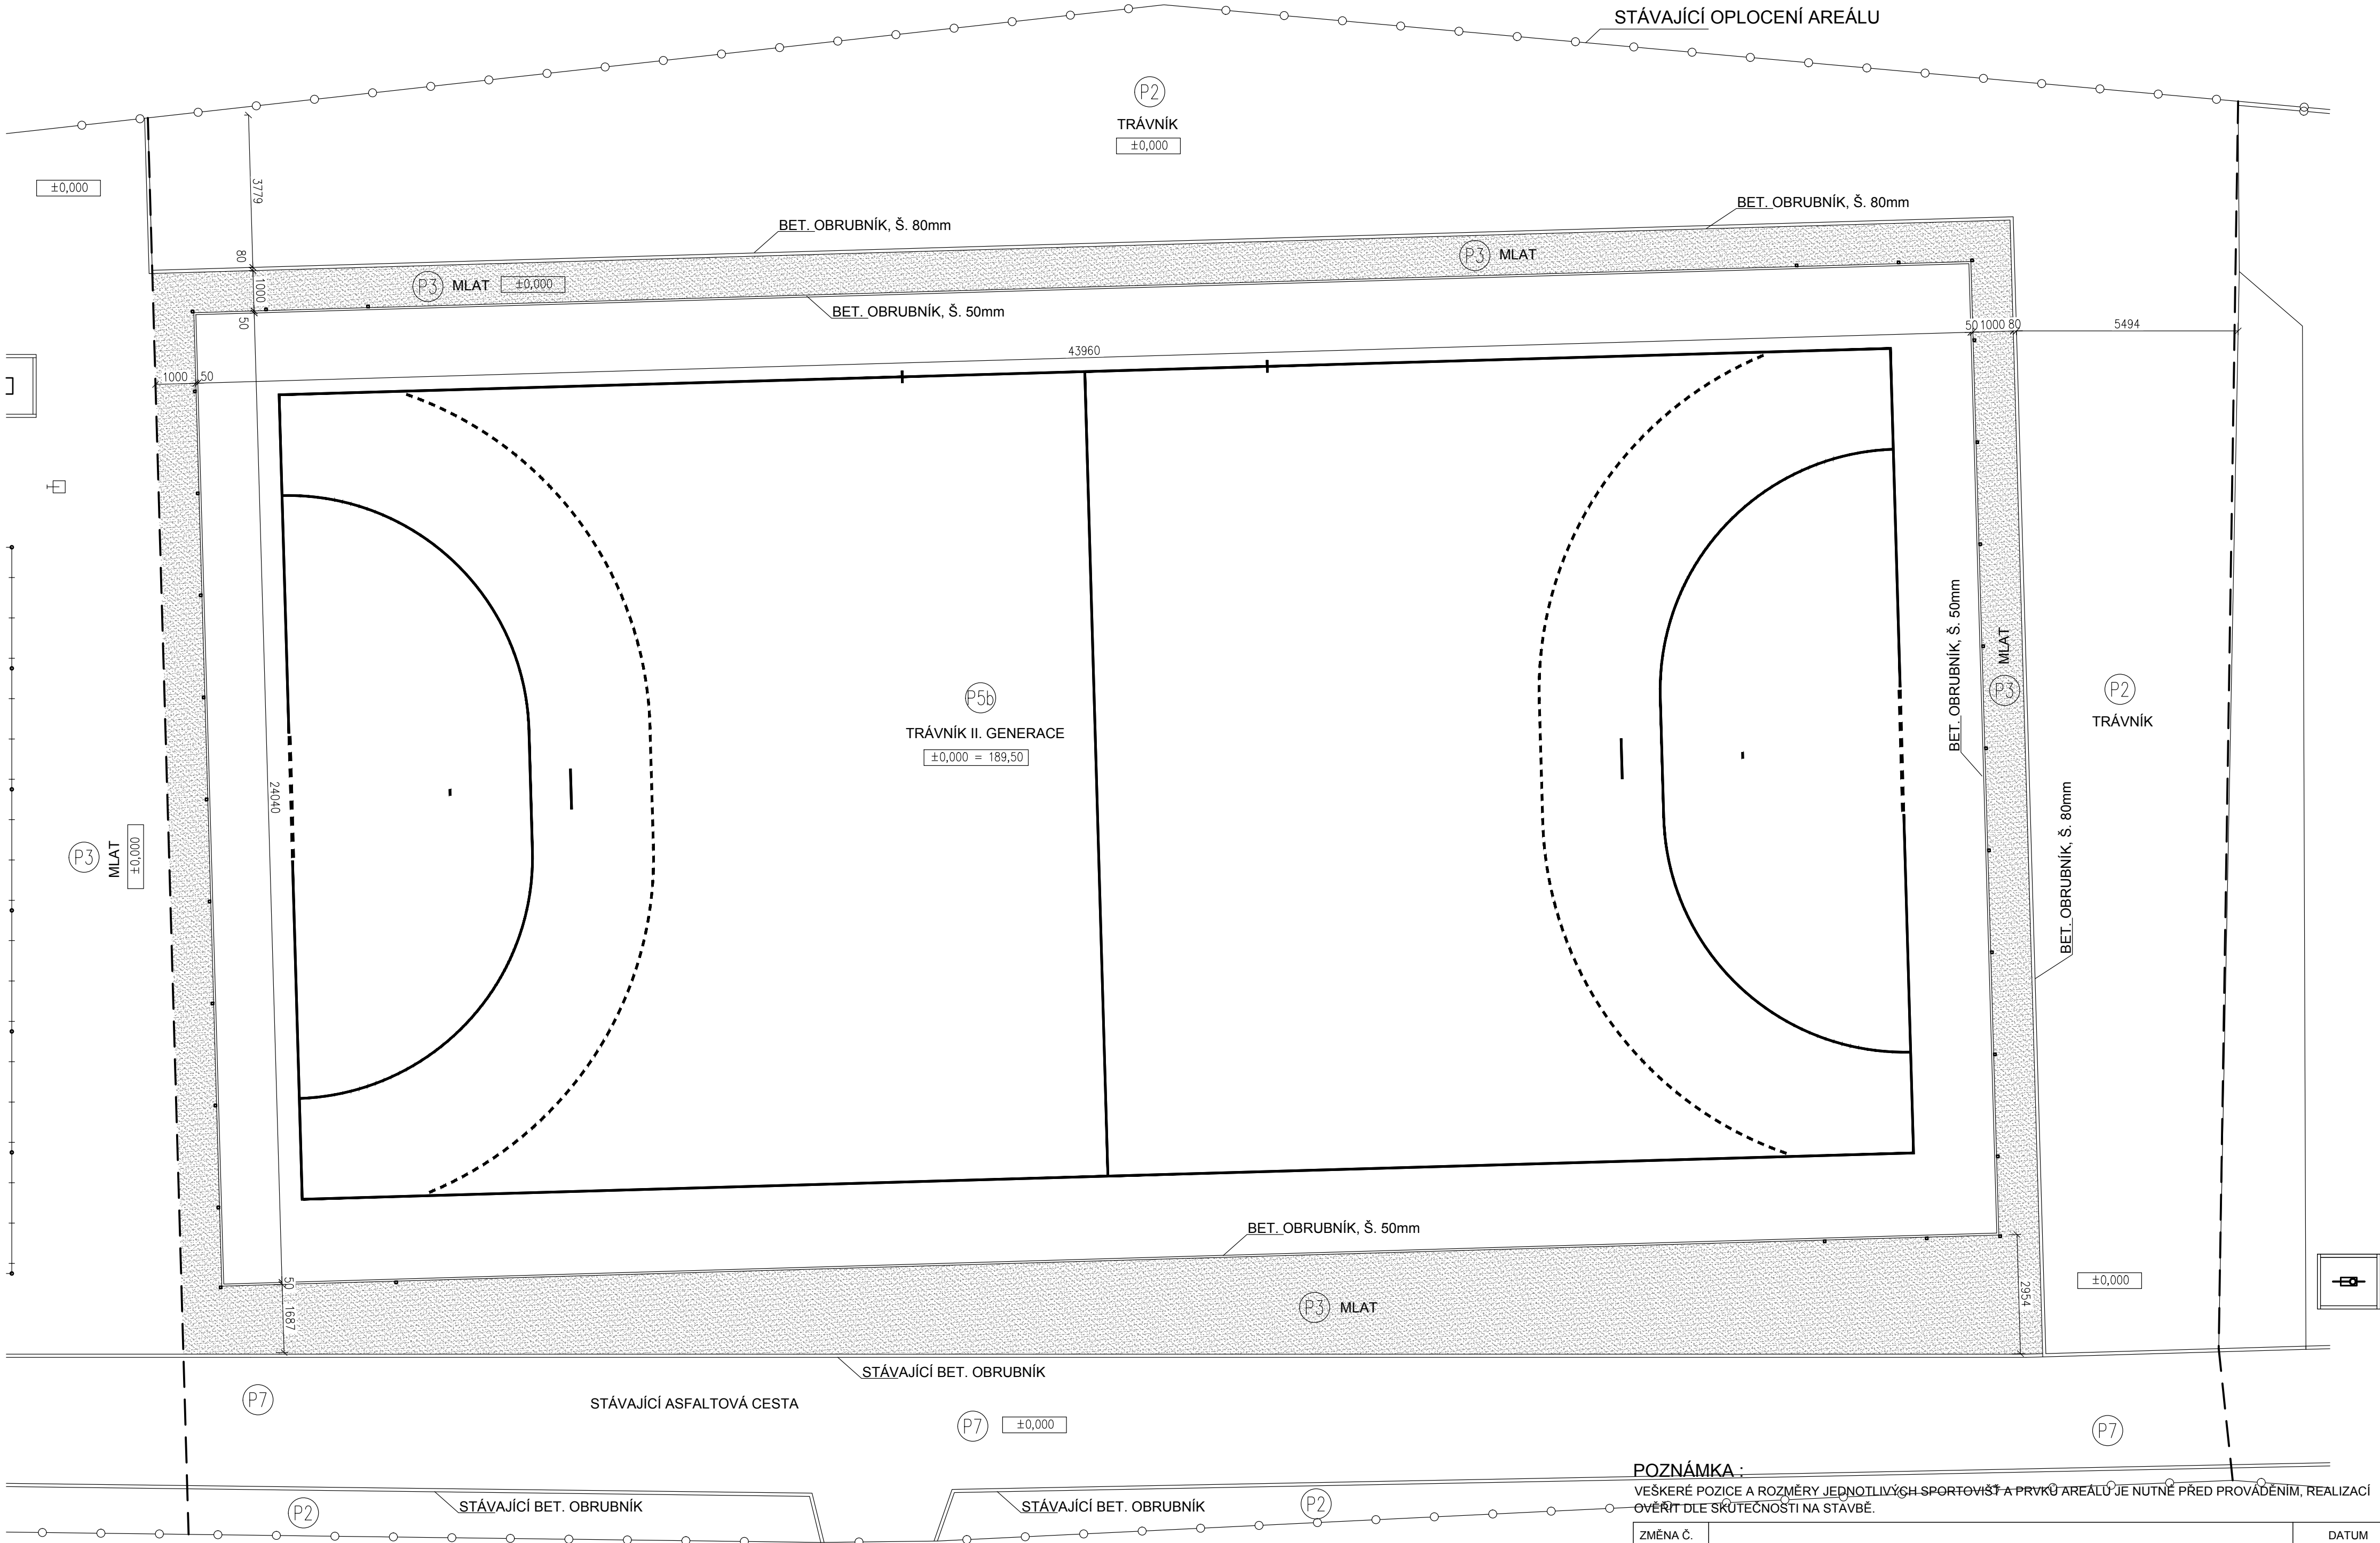 STÁVAJÍCÍ OPLOCENÍ AREÁLU
P2
TRÁVNÍK
±0,000
±0,000
3779
BET. OBRUBNÍK, Š. 80mm
BET. OBRUBNÍK, Š. 80mm
80
P3 MLAT
P3 MLAT ±0,000
1000
BET. OBRUBNÍK, Š. 50mm
50
50 1000 80
5494
43960
1000 50
BET. OBRUBNÍK, Š. 50mm
MLAT
P3
P2
TRÁVNÍK
P5b
TRÁVNÍK II. GENERACE
±0,000 = 189,50
24040
P3
MLAT
±0,000
BET. OBRUBNÍK, Š. 80mm
BET. OBRUBNÍK, Š. 50mm
50
1687
P3 MLAT
2954
±0,000
STÁVAJÍCÍ BET. OBRUBNÍK
P7
STÁVAJÍCÍ ASFALTOVÁ CESTA
P7 ±0,000
P7
POZNÁMKA :
VEŠKERÉ POZICE A ROZMĚRY JEDNOTLIVÝCH SPORTOVIŠŤ A PRVKŮ AREÁLŮ JE NUTNÉ PŘED PROVÁDĚNÍM, REALIZACÍ
OVĚŘIT DLE SKUTEČNOSTI NA STAVBĚ.
STÁVAJÍCÍ BET. OBRUBNÍK
STÁVAJÍCÍ BET. OBRUBNÍK
P2
P2
ZMĚNA Č.
DATUM